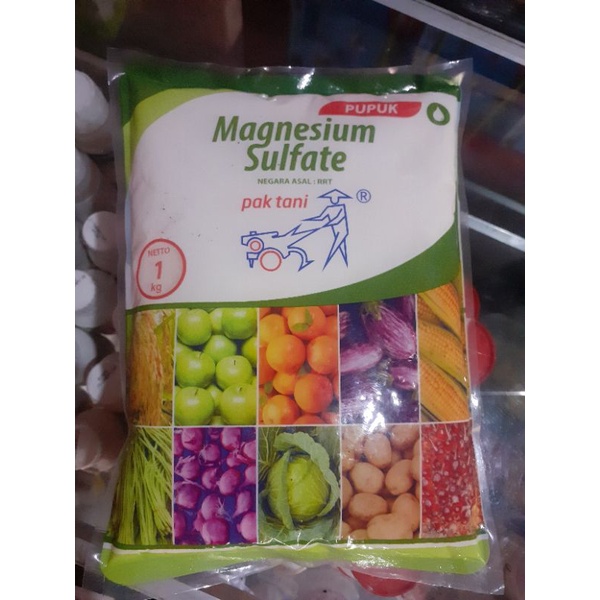 PUPUK
Magnesium
Sulfate
NEGARA ASAL : RRT
pak tani ®
NETTO
1
kg